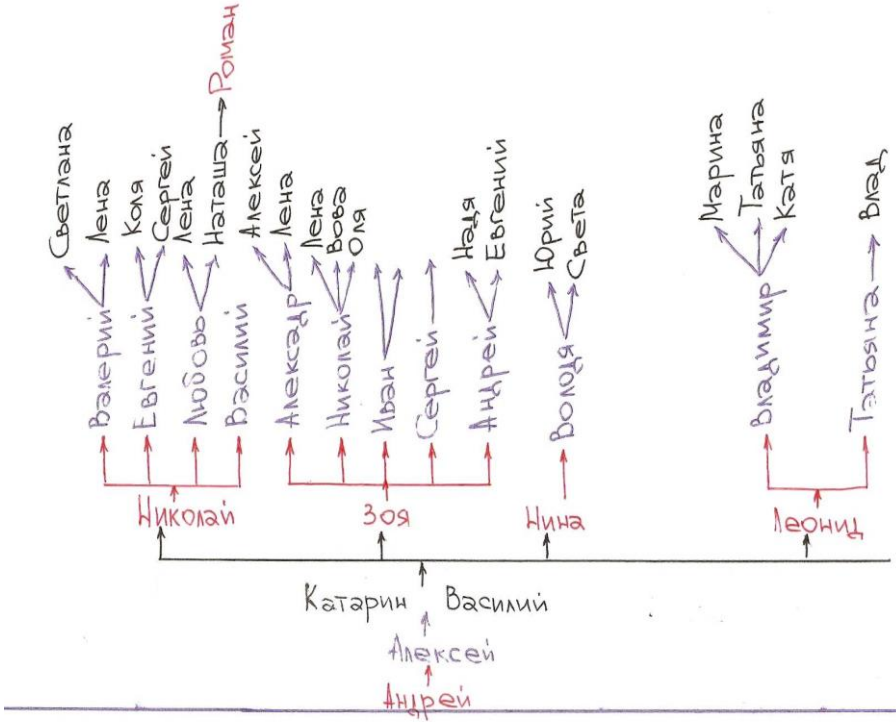 Роман
Светлана
Лена
Коля
Сергей
Лена
Наташа
Алексей
Лена
Лена
Вова
Оля
Надя
Евгений
Юрий
Света
Марина
Татьяна
Катя
Влад
Валерий
Евгений
Любовь
Василий
Алексадр
Николай
Иван
Сергей
Андрей
Володя
Владимир
Татьяна
Николай
Зоя
Нина
Леонид
Катарин Василий
Алексей
Андрей